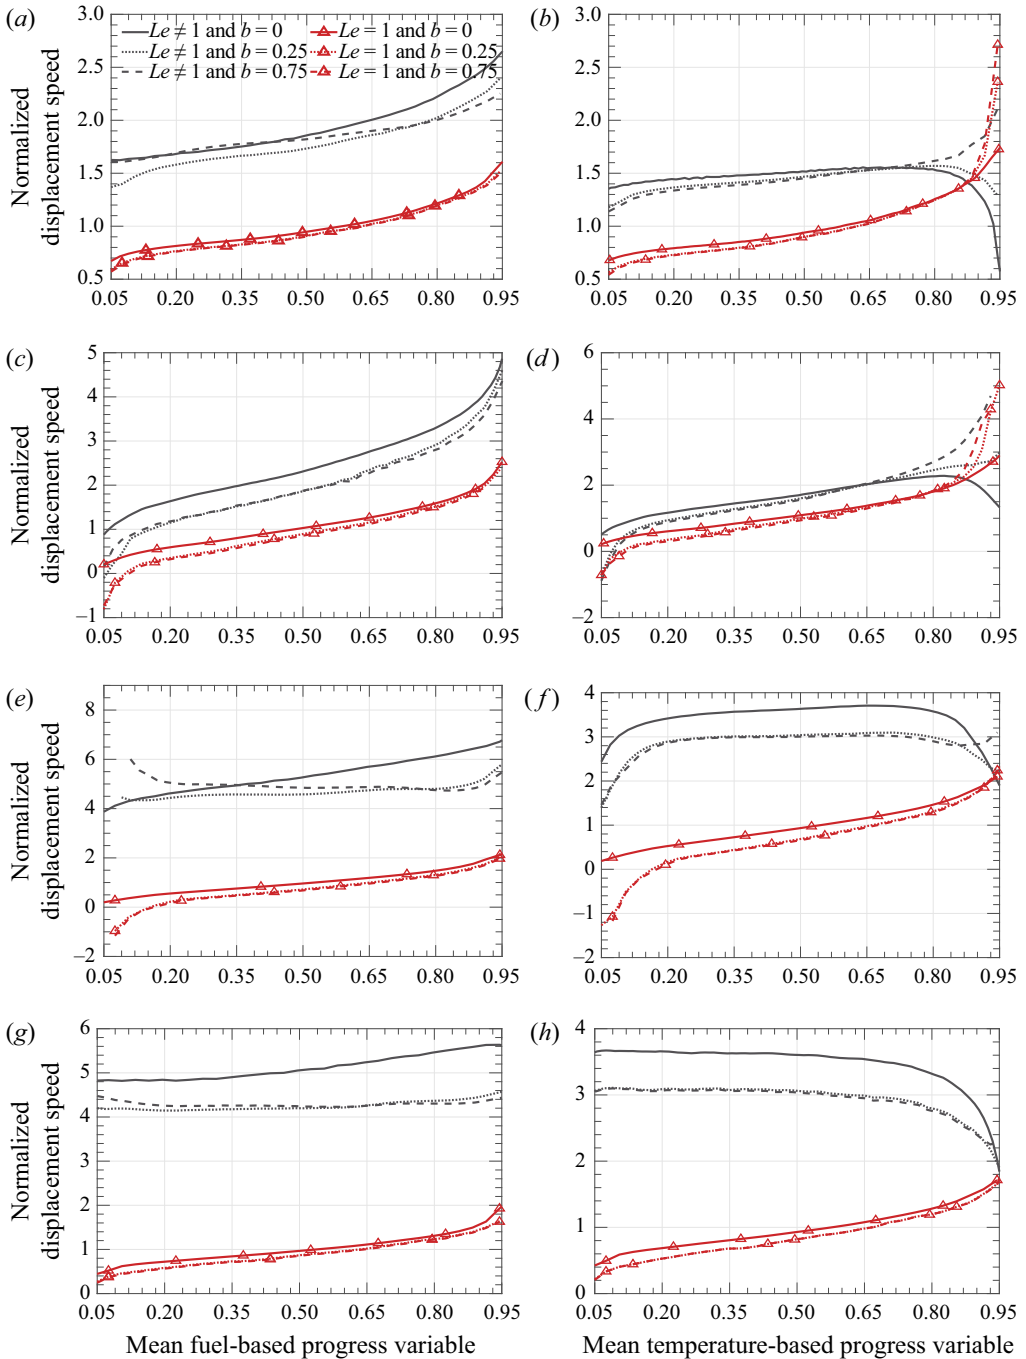 (a)
(b)
Le ≠ 1 and b = 0
Le = 1 and b = 0
Le ≠ 1 and b = 0.25
Le = 1 and b = 0.25
Le ≠ 1 and b = 0.75
Le = 1 and b = 0.75
Normalized
displacement speed
3.0
2.5
2.0
1.5
1.0
0.5
0.05 0.20 0.35 0.50 0.65 0.80 0.95
3.0
2.5
2.0
1.5
1.0
0.5
0.05 0.20 0.35 0.50 0.65 0.80 0.95
(c)
(d)
Normalized
displacement speed
5
4
3
2
1
0
−1
0.05 0.20 0.35 0.50 0.65 0.80 0.95
6
4
2
0
−2
0.05 0.20 0.35 0.50 0.65 0.80 0.95
(e)
(f)
Normalized
displacement speed
8
6
4
2
0
−2
0.05 0.20 0.35 0.50 0.65 0.80 0.95
4
3
2
1
0
−1
−2
0.05 0.20 0.35 0.50 0.65 0.80 0.95
(g)
(h)
Normalized
displacement speed
6
5
4
3
2
1
0
0.05 0.20 0.35 0.50 0.65 0.80 0.95
Mean fuel-based progress variable
4
3
2
1
0
0.05 0.20 0.35 0.50 0.65 0.80 0.95
Mean temperature-based progress variable